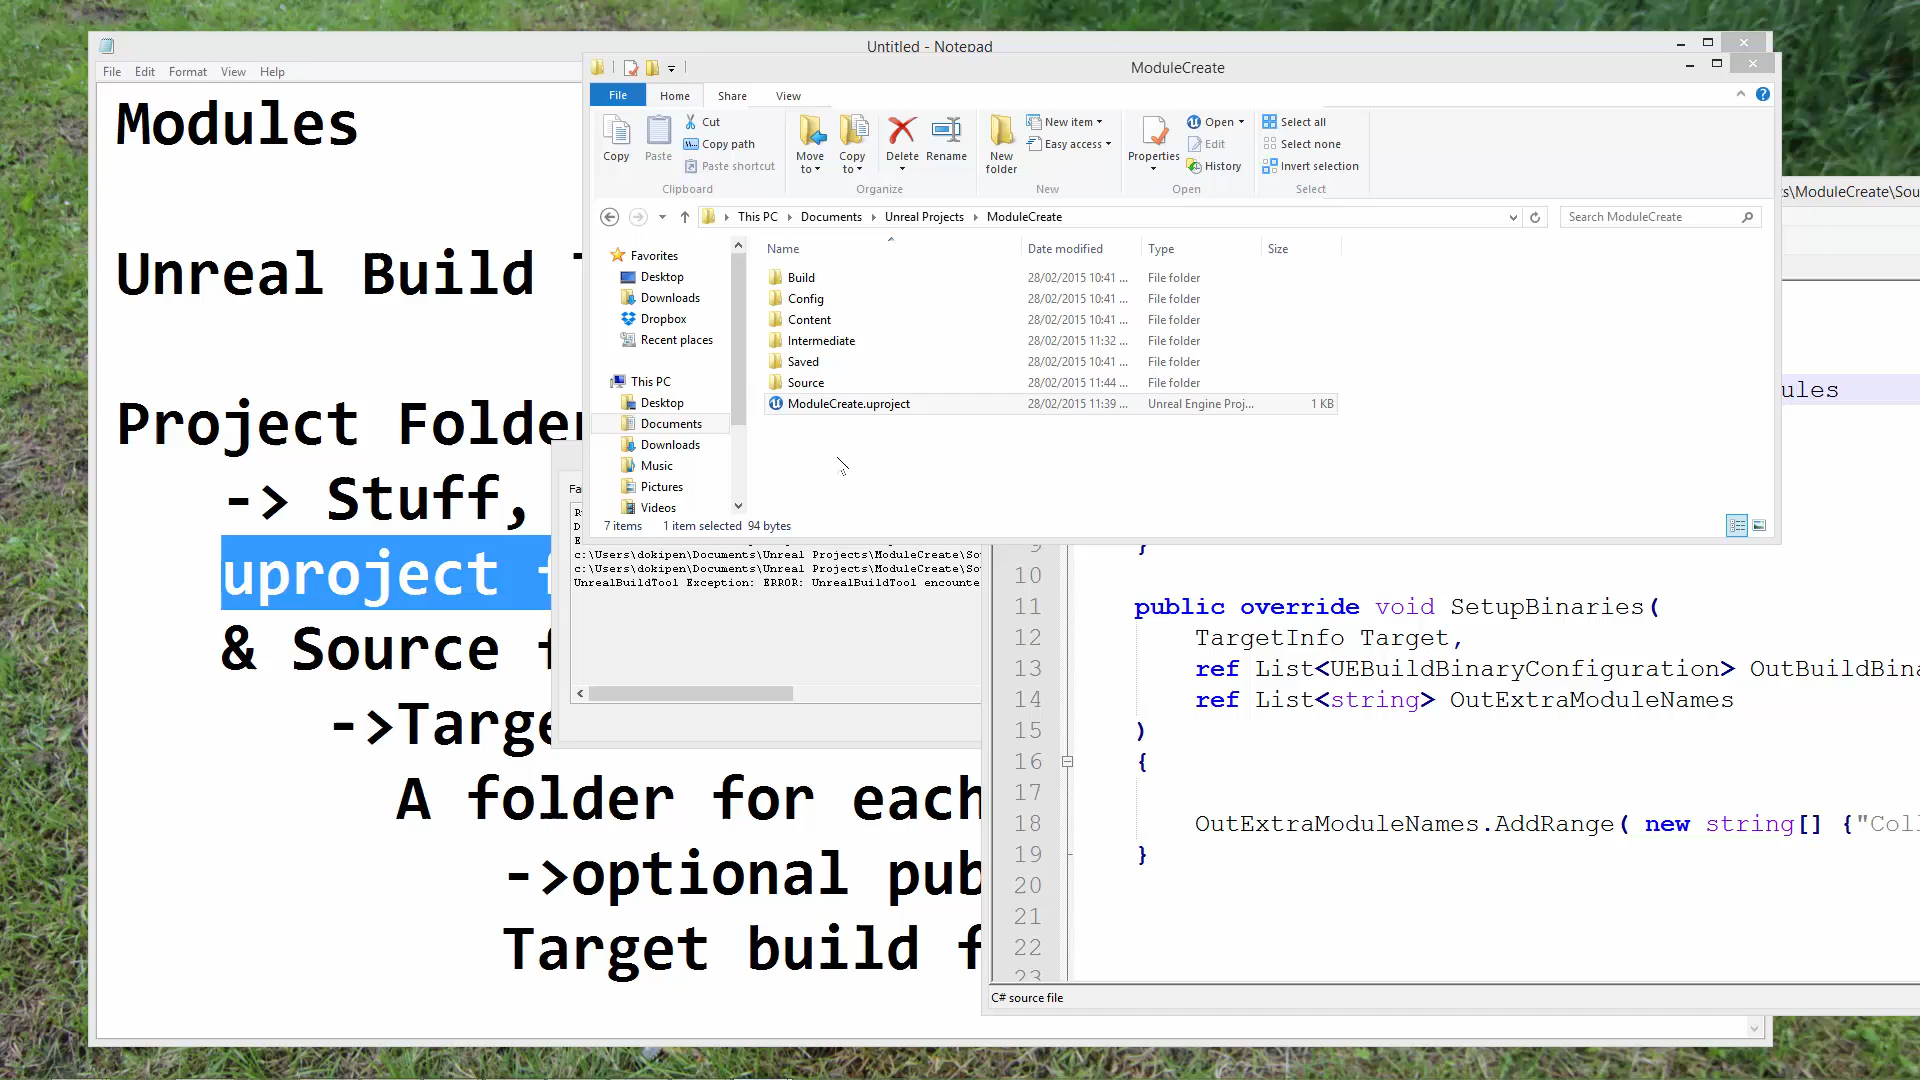 Untitled - Notepad
File Edit Format View Help
Modules
Unreal Build
Project Folder
-> Stuff,
uproject f
& Source f
->Targe
A folder for each
->optional pub
Target build f
ModuleCreate
File Home Share View
Copy
Paste
Cut
Copy path
Paste shortcut
Clipboard
Move to
Copy to
Delete
Rename
Organize
New folder
New item
Easy access
New
Properties
Open
Edit
History
Open
Select all
Select none
Invert selection
Select
This PC Documents Unreal Projects ModuleCreate
Search ModuleCreate
Favorites
Desktop
Downloads
Dropbox
Recent places
This PC
Desktop
Documents
Downloads
Music
Pictures
Videos
Name Date modified Type Size
Build 28/02/2015 10:41 ... File folder
Config 28/02/2015 10:41 ... File folder
Content 28/02/2015 10:41 ... File folder
Intermediate 28/02/2015 11:32 ... File folder
Saved 28/02/2015 10:41 ... File folder
Source 28/02/2015 11:44 ... File folder
ModuleCreate.uproject 28/02/2015 11:39 ... Unreal Engine Proj... 1 KB
7 items 1 item selected 94 bytes
Fa
c:\Users\dokipen\Documents\Unreal Projects\ModuleCreate\So
c:\Users\dokipen\Documents\Unreal Projects\ModuleCreate\So
UnrealBuildTool Exception: ERROR: UnrealBuildTool encounte
s\ModuleCreate\Sou
ules
9 }
10
11 public override void SetupBinaries(
12 TargetInfo Target,
13 ref List<UEBuildBinaryConfiguration> OutBuildBina
14 ref List<string> OutExtraModuleNames
15 )
16 {
17
18 OutExtraModuleNames.AddRange( new string[] {"Coll
19 }
20
21
22
23
C# source file